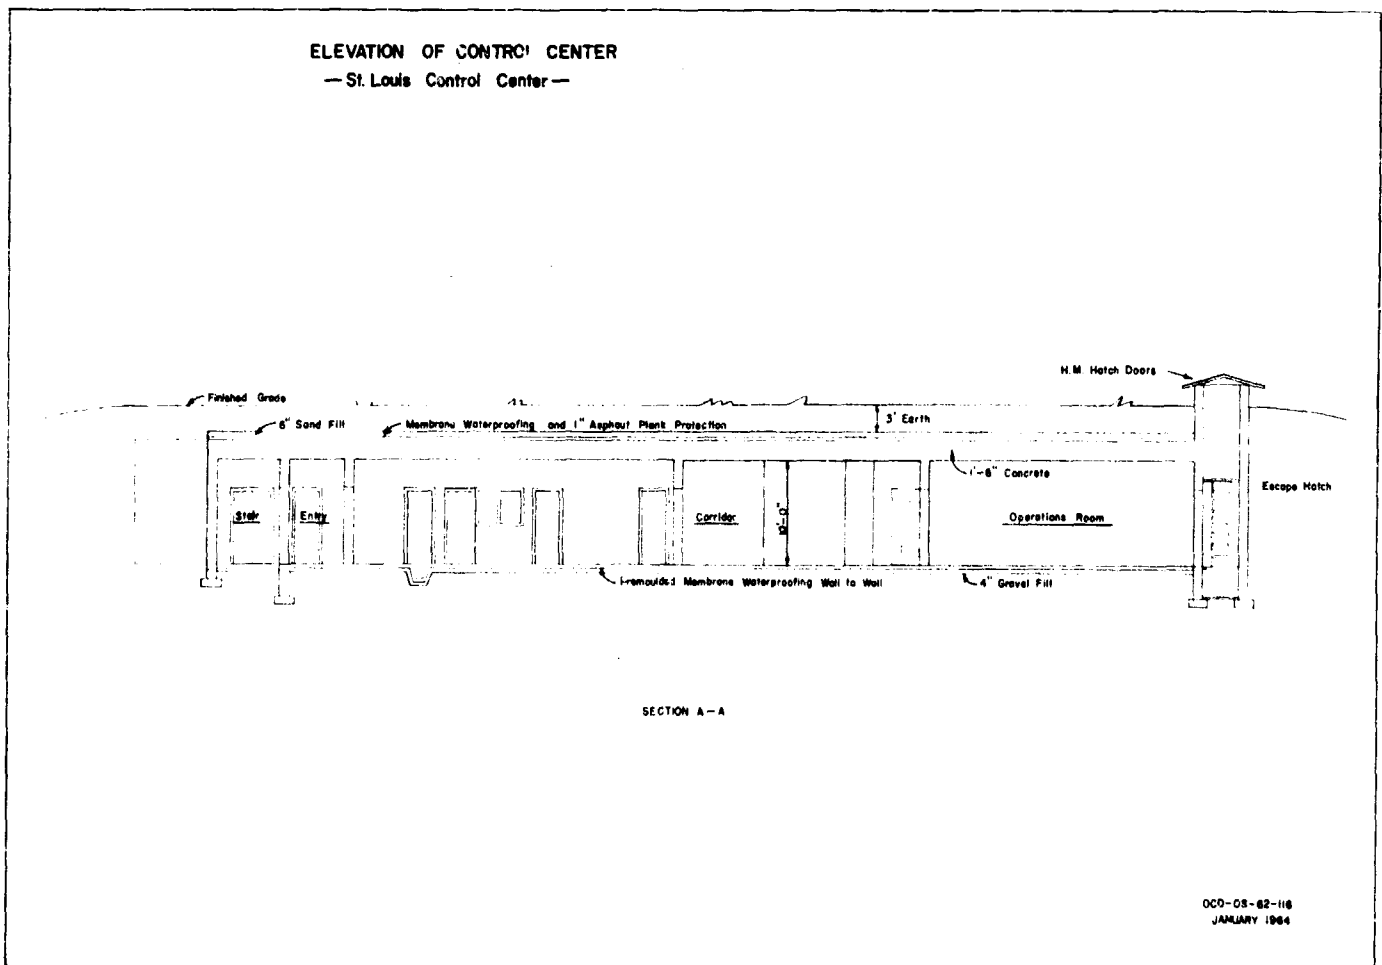 ELEVATION OF CONTROL CENTER
— St. Louis Control Center —
H.M. Hatch Doors
Finished Grade
6" Sand Fill
Membrane Waterproofing and 1" Asphalt Plank Protection
3' Earth
1'-6" Concrete
Escape Hatch
Stair
Entry
Corridor
10'-0"
Operations Room
Premoulded Membrane Waterproofing Wall to Wall
4" Gravel Fill
SECTION A-A
OCD-OS-62-116
JANUARY 1964